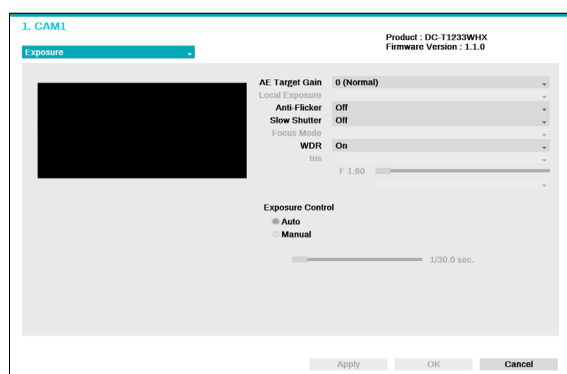 1. CAM1
Product : DC-T1233WHX
Firmware Version : 1.1.0
Exposure
AE Target Gain 0 (Normal)
Local Exposure
Anti-Flicker Off
Slow Shutter Off
Focus Mode
WDR On
Iris
F 1.60
Exposure Control
Auto
Manual
1/30.0 sec.
Apply OK Cancel